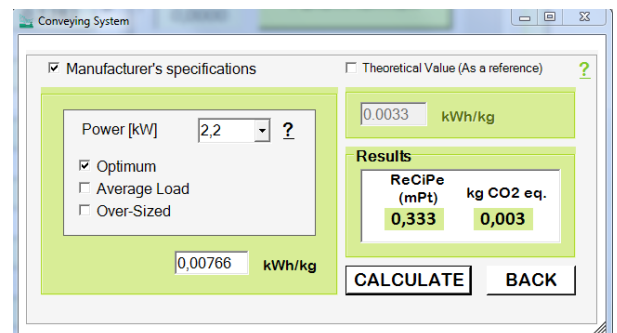 Conveying System
Manufacturer's specifications
Theoretical Value (As a reference)
?
Power [kW]
2,2
?
Optimum
Average Load
Over-Sized
0,00766
kWh/kg
0.0033
kWh/kg
Results
ReCiPe
(mPt)
kg CO2 eq.
0,333
0,003
CALCULATE
BACK